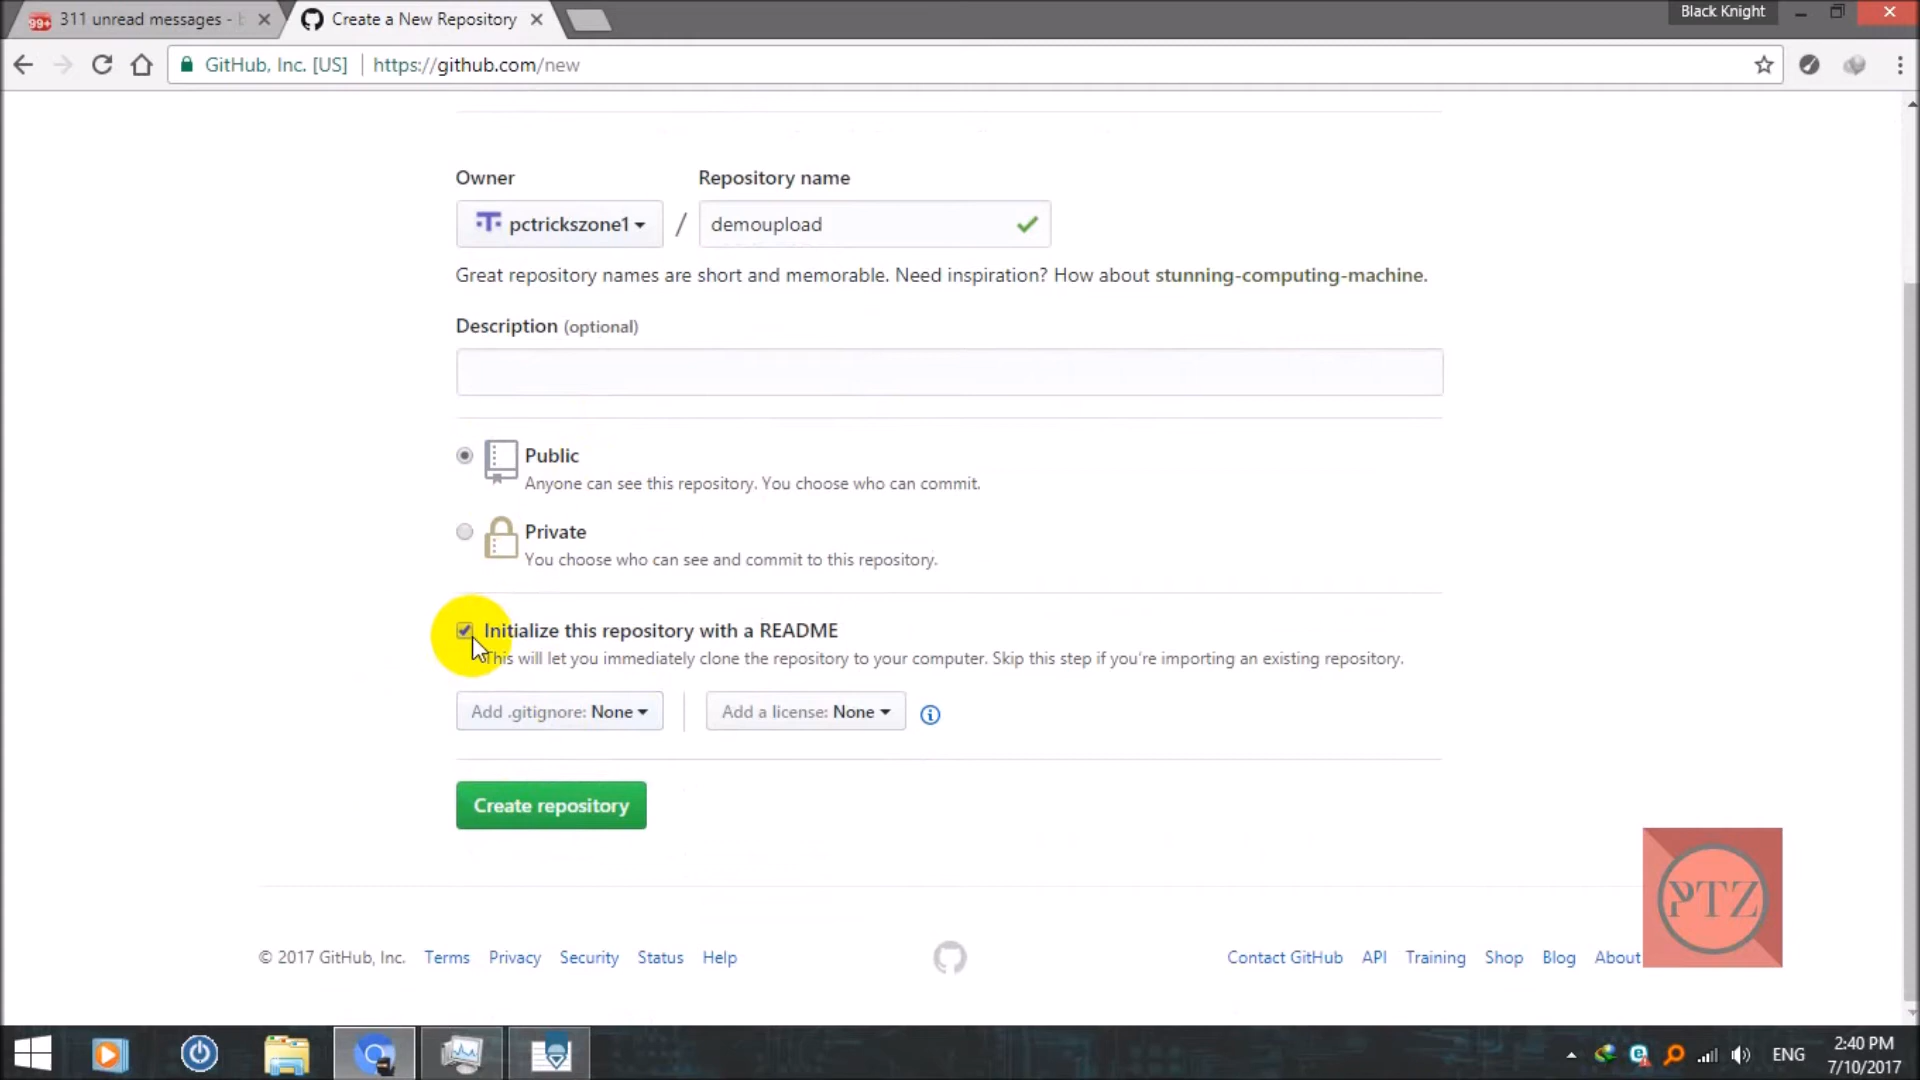 99+ 311 unread messages -
Create a New Repository
Black Knight
GitHub, Inc. [US] https://github.com/new
Owner
Repository name
pctrickszone1
/
demoupload
Great repository names are short and memorable. Need inspiration? How about stunning-computing-machine.
Description (optional)
Public
Anyone can see this repository. You choose who can commit.
Private
You choose who can see and commit to this repository.
Initialize this repository with a README
This will let you immediately clone the repository to your computer. Skip this step if you're importing an existing repository.
Add .gitignore: None
Add a license: None
Create repository
PTZ
© 2017 GitHub, Inc. Terms Privacy Security Status Help
Contact GitHub API Training Shop Blog About
ENG
2:40 PM
7/10/2017